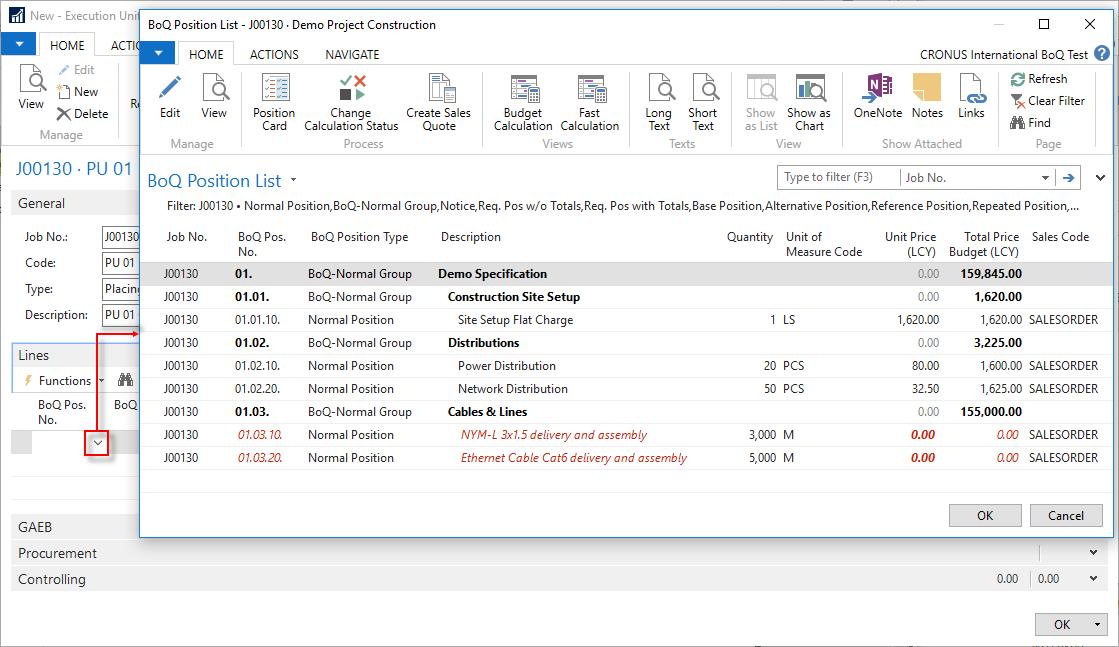 New - Execution Unit
HOME
ACTIO
View
Edit
New
Delete
Re
Manage
J00130 · PU 01
General
Job No.: J00130
Code: PU 01
Type: Placing
Description: PU 01
Lines
Functions
BoQ Pos. No.
BoQ
GAEB
Procurement
Controlling 0.00 0.00
OK
BoQ Position List - J00130 · Demo Project Construction
HOME ACTIONS NAVIGATE
CRONUS International BoQ Test
Edit
View
Manage
Position Card
Change Calculation Status
Create Sales Quote
Process
Budget Calculation
Fast Calculation
Views
Long Text
Short Text
Texts
Show as List
Show as Chart
View
OneNote
Notes
Links
Show Attached
Refresh
Clear Filter
Find
Page
BoQ Position List
Type to filter (F3) Job No.
Filter: J00130 • Normal Position,BoQ-Normal Group,Notice,Req. Pos w/o Totals,Req. Pos with Totals,Base Position,Alternative Position,Reference Position,Repeated Position,...
Job No. BoQ Pos. No. BoQ Position Type Description Quantity Unit of Measure Code Unit Price (LCY) Total Price Budget (LCY) Sales Code
J00130 01. BoQ-Normal Group Demo Specification 0.00 159,845.00
J00130 01.01. BoQ-Normal Group Construction Site Setup 0.00 1,620.00
J00130 01.01.10. Normal Position Site Setup Flat Charge 1 LS 1,620.00 1,620.00 SALESORDER
J00130 01.02. BoQ-Normal Group Distributions 0.00 3,225.00
J00130 01.02.10. Normal Position Power Distribution 20 PCS 80.00 1,600.00 SALESORDER
J00130 01.02.20. Normal Position Network Distribution 50 PCS 32.50 1,625.00 SALESORDER
J00130 01.03. BoQ-Normal Group Cables & Lines 0.00 155,000.00
J00130 01.03.10. Normal Position NYM-L 3x1.5 delivery and assembly 3,000 M 0.00 0.00 SALESORDER
J00130 01.03.20. Normal Position Ethernet Cable Cat6 delivery and assembly 5,000 M 0.00 0.00 SALESORDER
OK Cancel